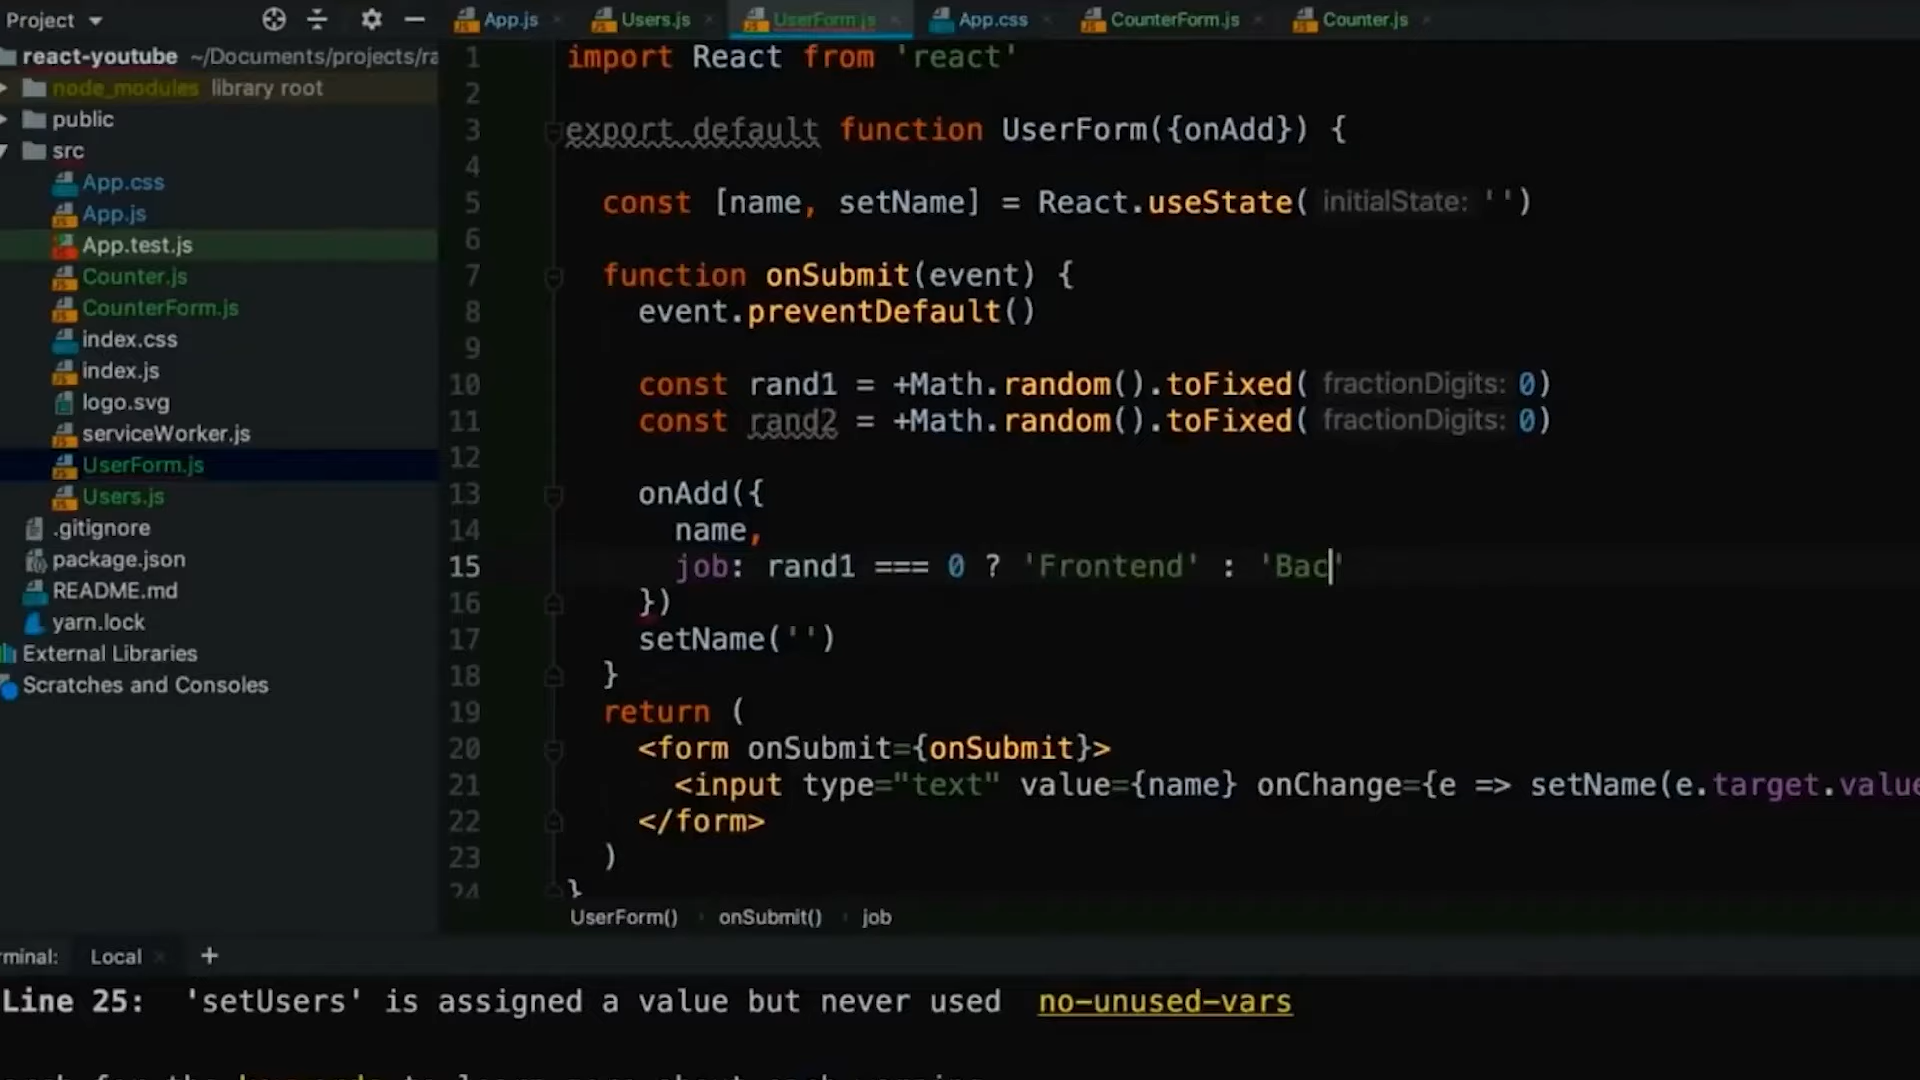 Project
App.js
Users.js
UserForm.js
App.css
CounterForm.js
Counter.js
react-youtube ~/Documents/projects/ra
node_modules library root
public
src
App.css
App.js
App.test.js
Counter.js
CounterForm.js
index.css
index.js
logo.svg
serviceWorker.js
UserForm.js
Users.js
.gitignore
package.json
README.md
yarn.lock
External Libraries
Scratches and Consoles
1 import React from 'react'
2
3 export default function UserForm({onAdd}) {
4
5 const [name, setName] = React.useState( initialState: '')
6
7 function onSubmit(event) {
8 event.preventDefault()
9
10 const rand1 = +Math.random().toFixed( fractionDigits: 0)
11 const rand2 = +Math.random().toFixed( fractionDigits: 0)
12
13 onAdd({
14 name,
15 job: rand1 === 0 ? 'Frontend' : 'Bac'
16 })
17 setName('')
18 }
19 return (
20 <form onSubmit={onSubmit}>
21 <input type="text" value={name} onChange={e => setName(e.target.value
22 </form>
23 )
24 }
UserForm() onSubmit() job
rminal: Local +
Line 25: 'setUsers' is assigned a value but never used no-unused-vars